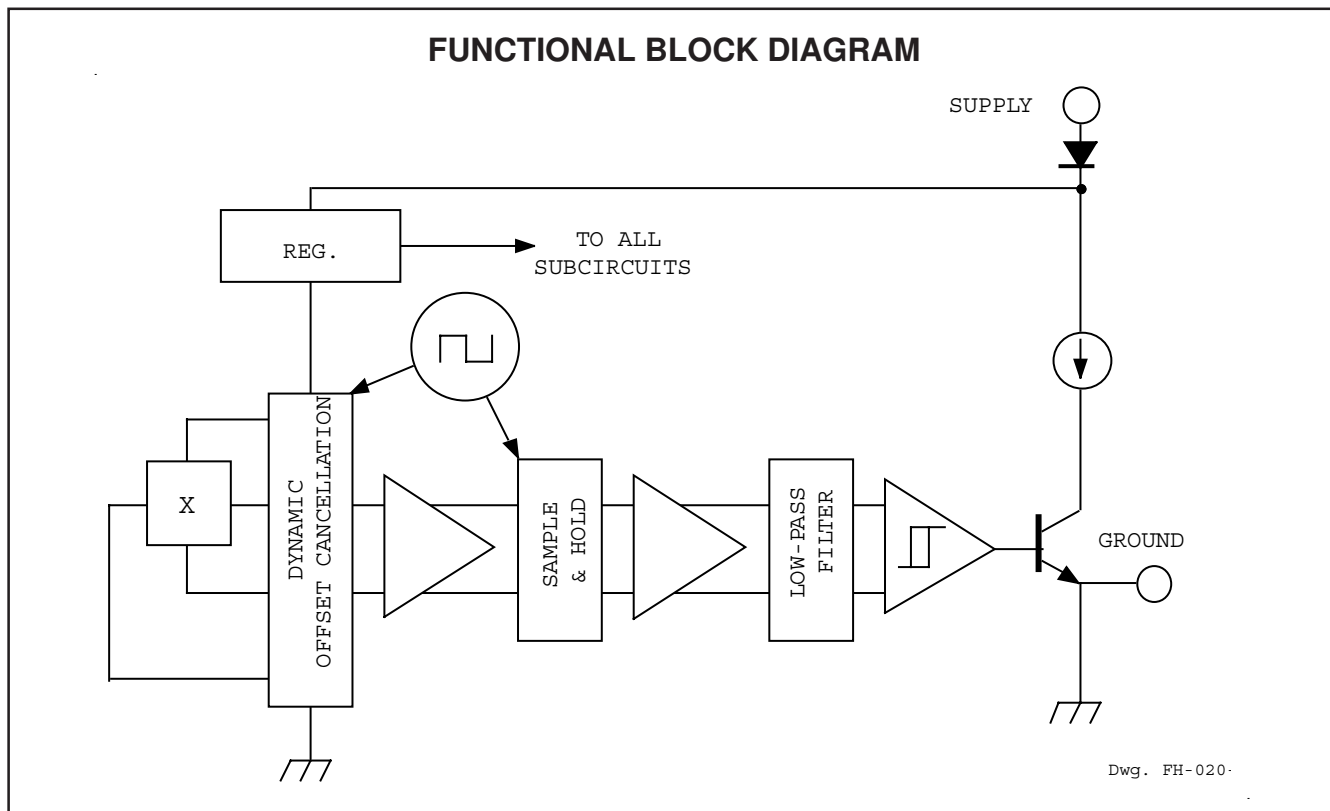 FUNCTIONAL BLOCK DIAGRAM
SUPPLY
REG.
TO ALL
SUBCIRCUITS
X
DYNAMIC
OFFSET CANCELLATION
SAMPLE
& HOLD
LOW-PASS
FILTER
GROUND
Dwg. FH-020-